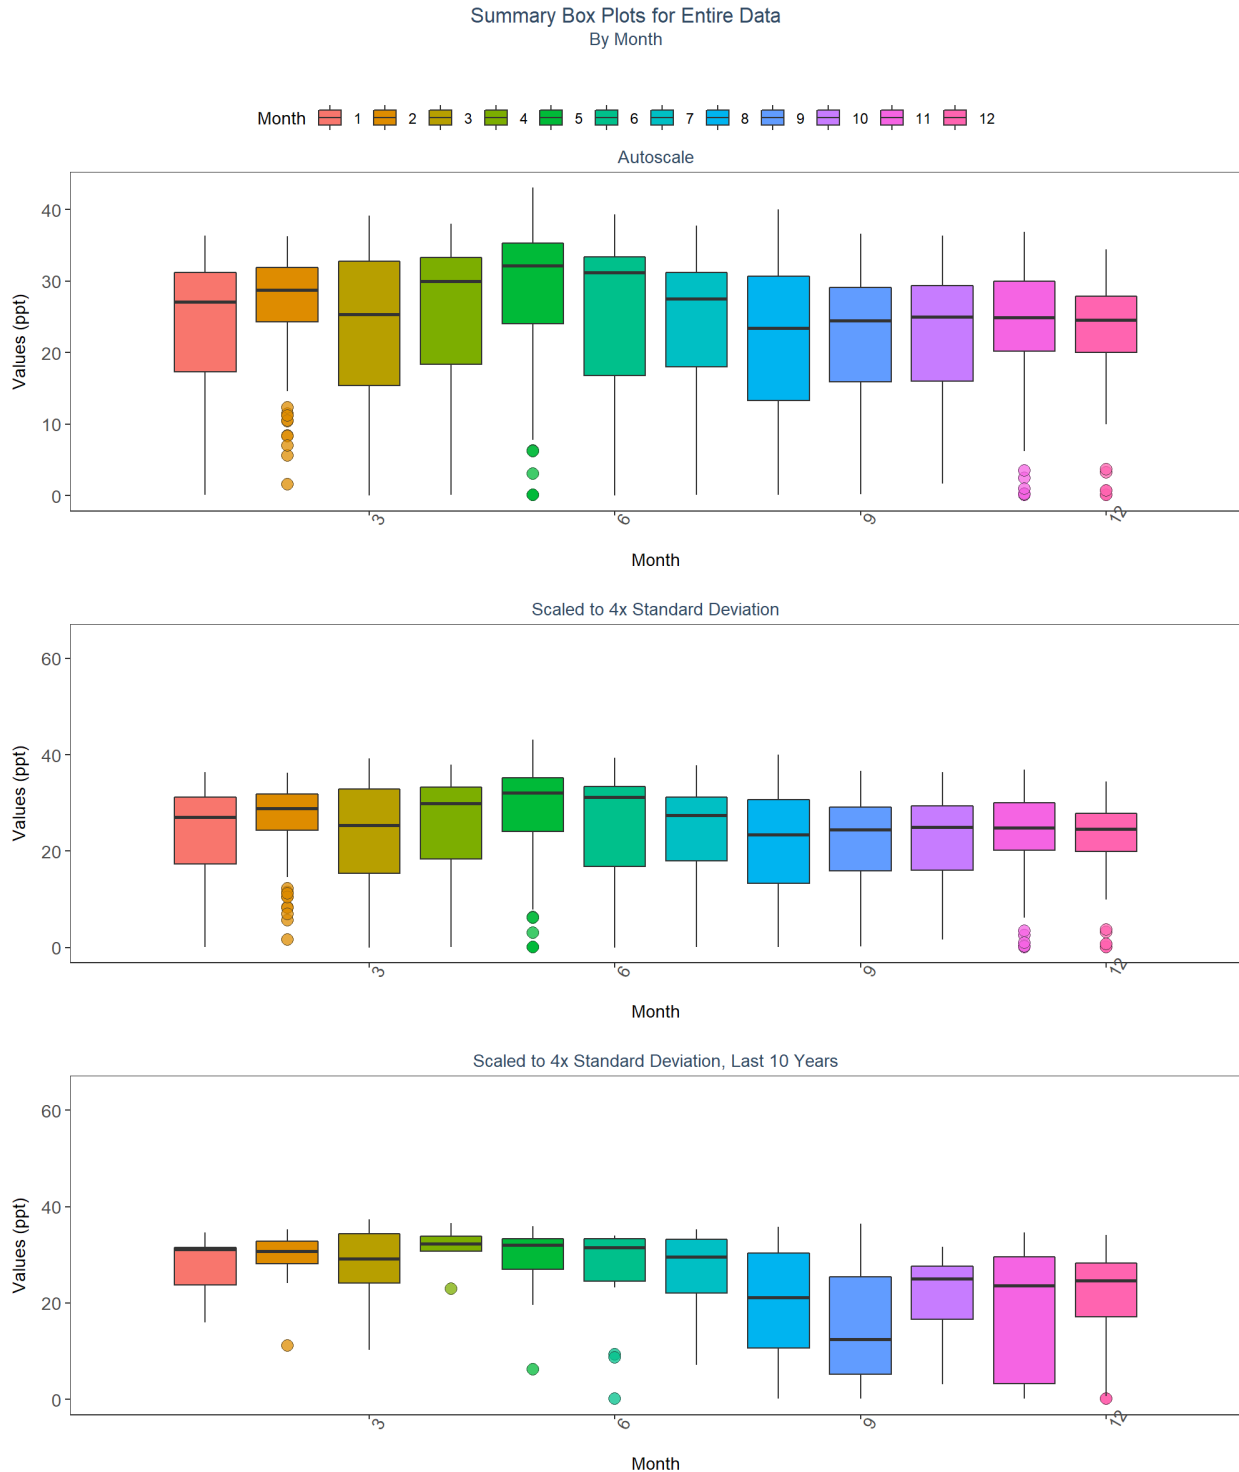 Summary Box Plots for Entire Data
By Month
Month 1 2 3 4 5 6 7 8 9 10 11 12
Autoscale
40
30
20
10
0
Values (ppt)
3 6 9 12
Month
Scaled to 4x Standard Deviation
60
40
20
0
Values (ppt)
3 6 9 12
Month
Scaled to 4x Standard Deviation, Last 10 Years
60
40
20
0
Values (ppt)
3 6 9 12
Month